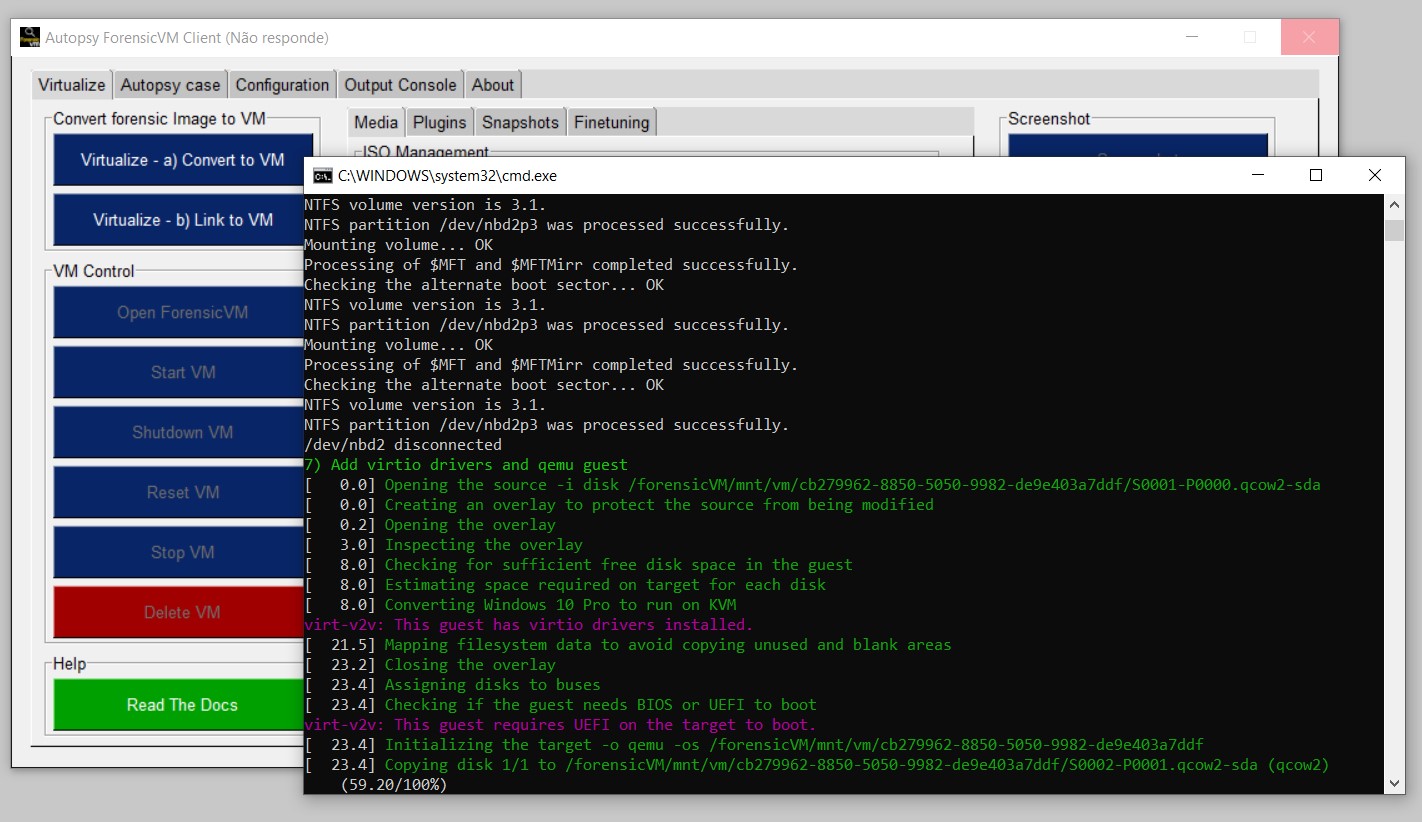 Autopsy ForensicVM Client (Não responde)
Virtualize Autopsy case Configuration Output Console About
Convert forensic Image to VM
Virtualize - a) Convert to VM
Virtualize - b) Link to VM
VM Control
Open ForensicVM
Start VM
Shutdown VM
Reset VM
Stop VM
Delete VM
Help
Read The Docs
Media Plugins Snapshots Finetuning
ISO Management
Screenshot
C:\WINDOWS\system32\cmd.exe
NTFS volume version is 3.1.
NTFS partition /dev/nbd2p3 was processed successfully.
Mounting volume... OK
Processing of $MFT and $MFTMirr completed successfully.
Checking the alternate boot sector... OK
NTFS volume version is 3.1.
NTFS partition /dev/nbd2p3 was processed successfully.
Mounting volume... OK
Processing of $MFT and $MFTMirr completed successfully.
Checking the alternate boot sector... OK
NTFS volume version is 3.1.
NTFS partition /dev/nbd2p3 was processed successfully.
/dev/nbd2 disconnected
7) Add virtio drivers and qemu guest
[   0.0] Opening the source -i disk /forensicVM/mnt/vm/cb279962-8850-5050-9982-de9e403a7ddf/S0001-P0000.qcow2-sda
[   0.0] Creating an overlay to protect the source from being modified
[   0.2] Opening the overlay
[   3.0] Inspecting the overlay
[   8.0] Checking for sufficient free disk space in the guest
[   8.0] Estimating space required on target for each disk
[   8.0] Converting Windows 10 Pro to run on KVM
virt-v2v: This guest has virtio drivers installed.
[  21.5] Mapping filesystem data to avoid copying unused and blank areas
[  23.2] Closing the overlay
[  23.4] Assigning disks to buses
[  23.4] Checking if the guest needs BIOS or UEFI to boot
virt-v2v: This guest requires UEFI on the target to boot.
[  23.4] Initializing the target -o qemu -os /forensicVM/mnt/vm/cb279962-8850-5050-9982-de9e403a7ddf
[  23.4] Copying disk 1/1 to /forensicVM/mnt/vm/cb279962-8850-5050-9982-de9e403a7ddf/S0002-P0001.qcow2-sda (qcow2)
(59.20/100%)